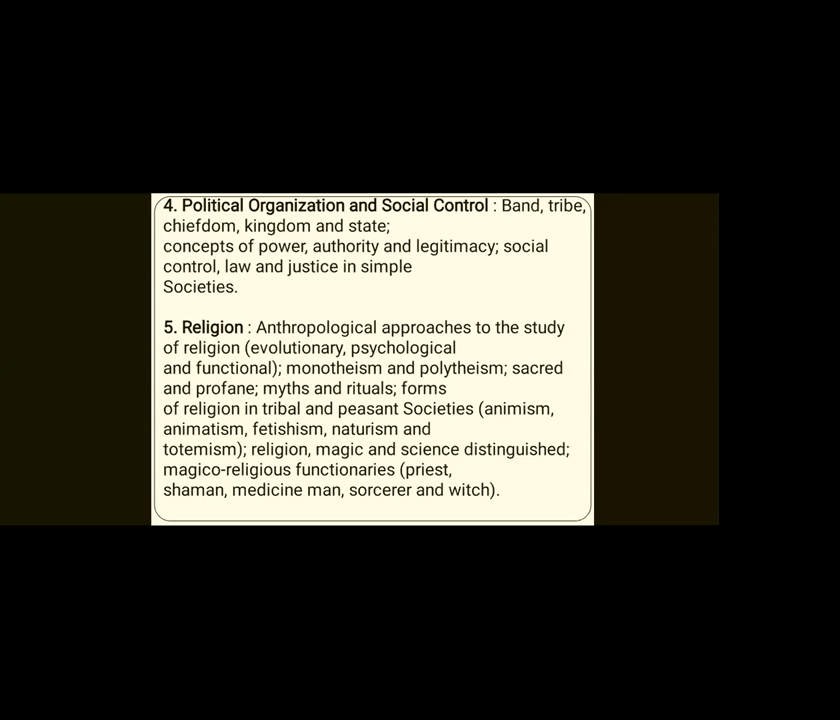 4. Political Organization and Social Control : Band, tribe,
chiefdom, kingdom and state;
concepts of power, authority and legitimacy; social
control, law and justice in simple
Societies.
5. Religion : Anthropological approaches to the study
of religion (evolutionary, psychological
and functional); monotheism and polytheism; sacred
and profane; myths and rituals; forms
of religion in tribal and peasant Societies (animism,
animatism, fetishism, naturism and
totemism); religion, magic and science distinguished;
magico-religious functionaries (priest,
shaman, medicine man, sorcerer and witch).